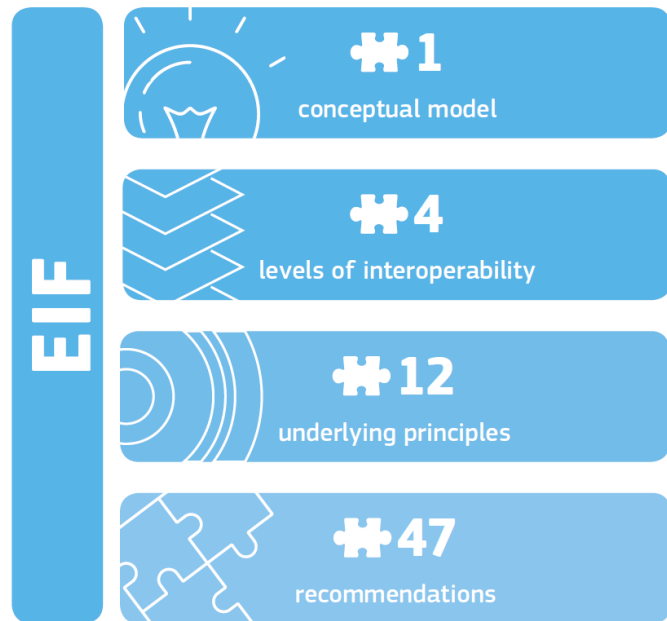 EIF
1
conceptual model
4
levels of interoperability
12
underlying principles
47
recommendations